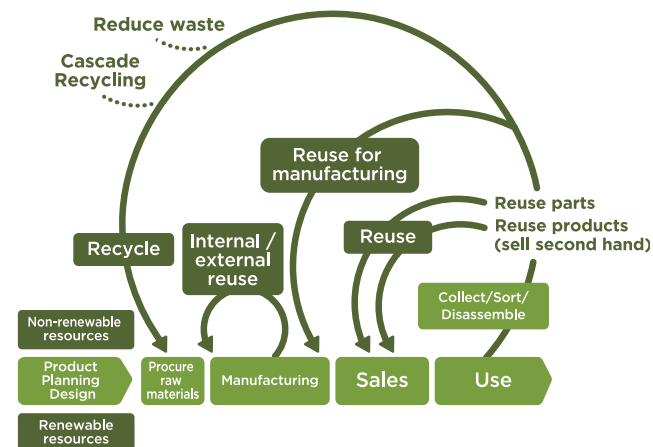 Reduce waste
Cascade
Recycling
Reuse for
manufacturing
Reuse parts
Reuse products
(sell second hand)
Recycle
Internal /
external
reuse
Reuse
Collect/Sort/
Disassemble
Non-renewable
resources
Product
Planning
Design
Procure
raw
materials
Manufacturing
Sales
Use
Renewable
resources